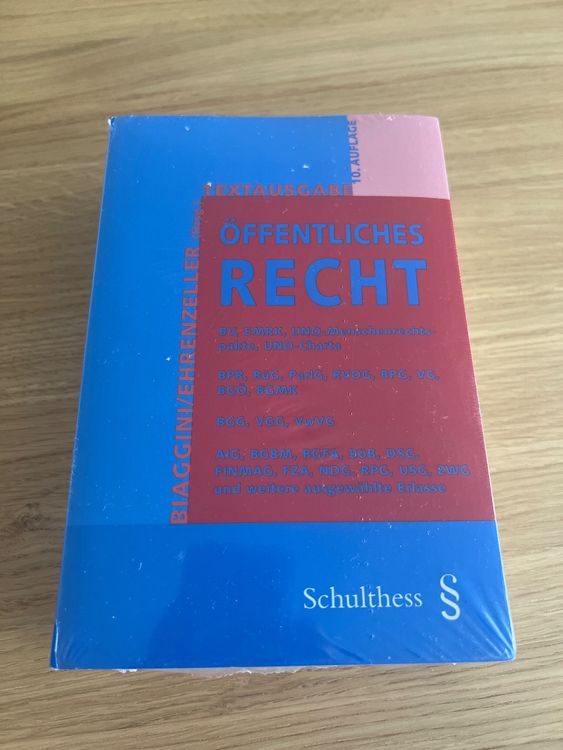 10. AUFLAGE
TEXTAUSGABE
BIAGGINI/EHRENZELLER (Hrsg.)
ÖFFENTLICHES
RECHT
BV, EMRK, UNO-Menschenrechts-
pakte, UNO-Charta
BPR, BüG, ParlG, RVOG, BPG, VG,
BGÖ, BGMK
BGG, VGG, VwVG
AIG, BGBM, BGFA, BöB, DSG,
FINMAG, FZA, NDG, RPG, USG, ZWG
und weitere ausgewählte Erlasse
Schulthess §